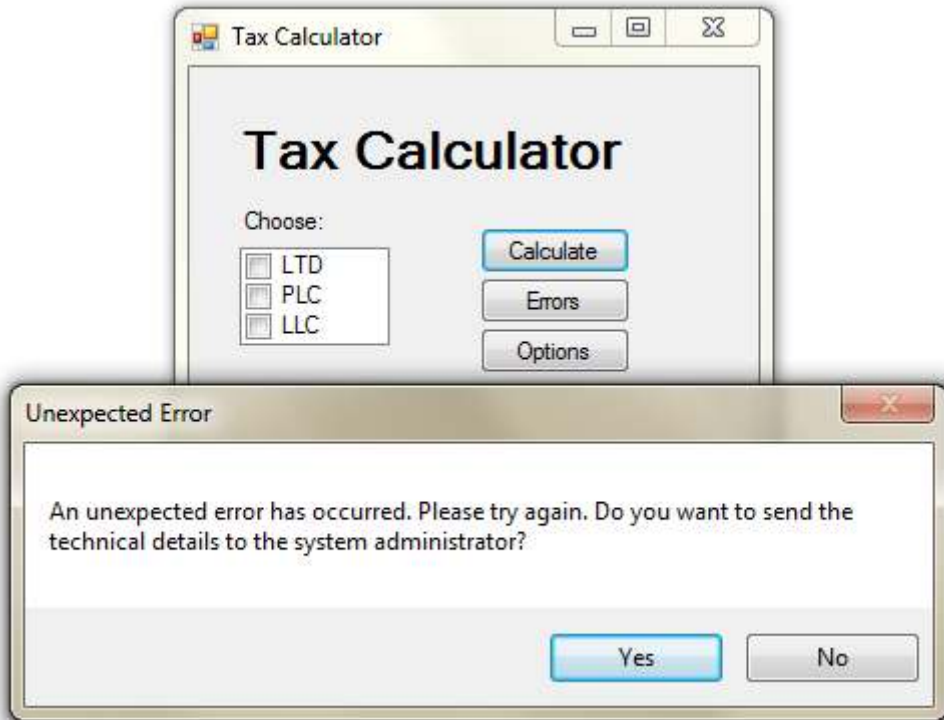 Tax Calculator
Tax Calculator
Choose:
LTD
PLC
LLC
Calculate
Errors
Options
Unexpected Error
An unexpected error has occurred. Please try again. Do you want to send the
technical details to the system administrator?
Yes
No